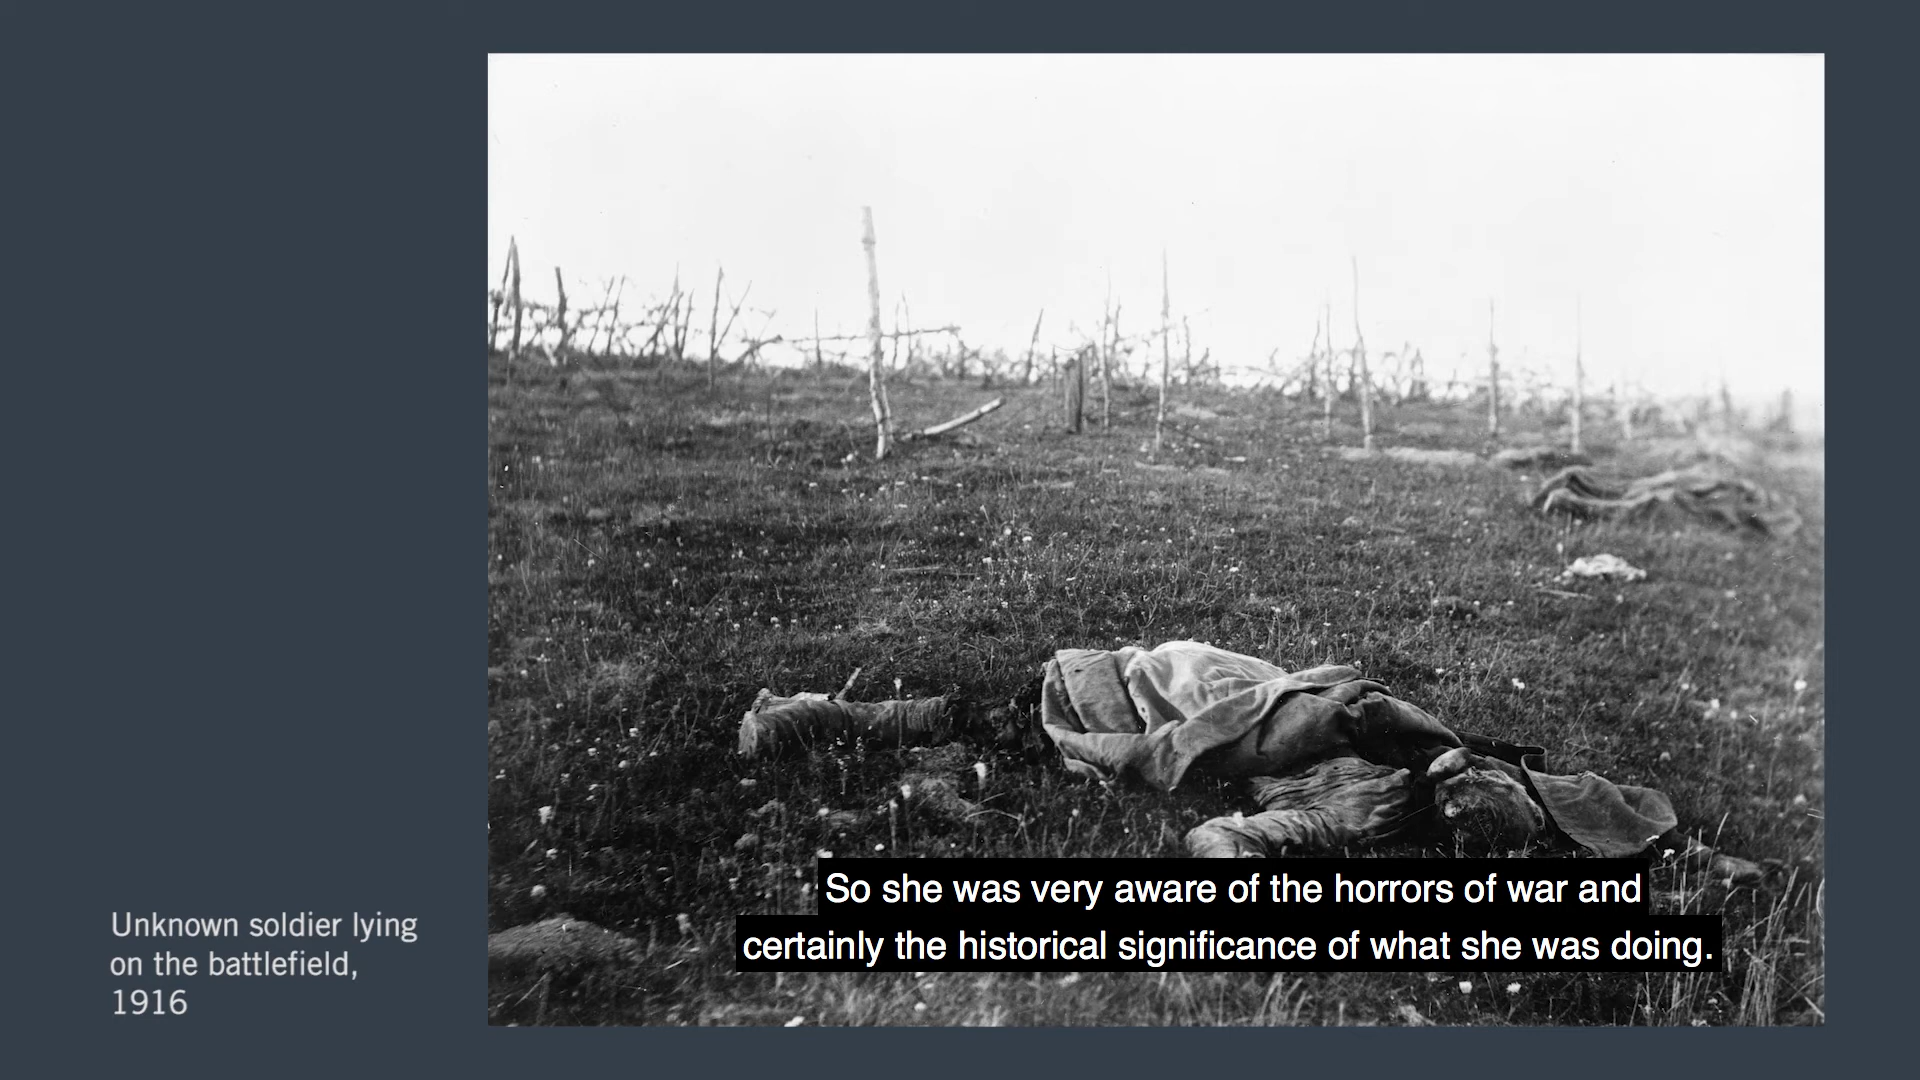 Unknown soldier lying
on the battlefield,
1916
So she was very aware of the horrors of war and
certainly the historical significance of what she was doing.